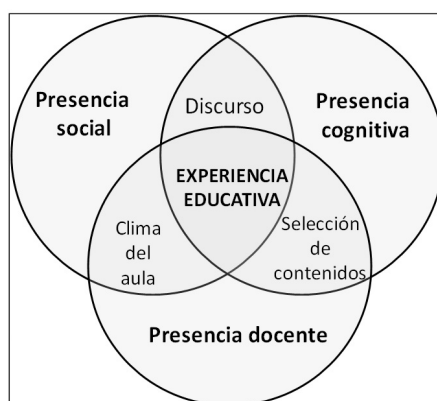 Presencia
social
Discurso
Presencia
cognitiva
EXPERIENCIA
EDUCATIVA
Clima
del
aula
Selección
de
contenidos
Presencia docente